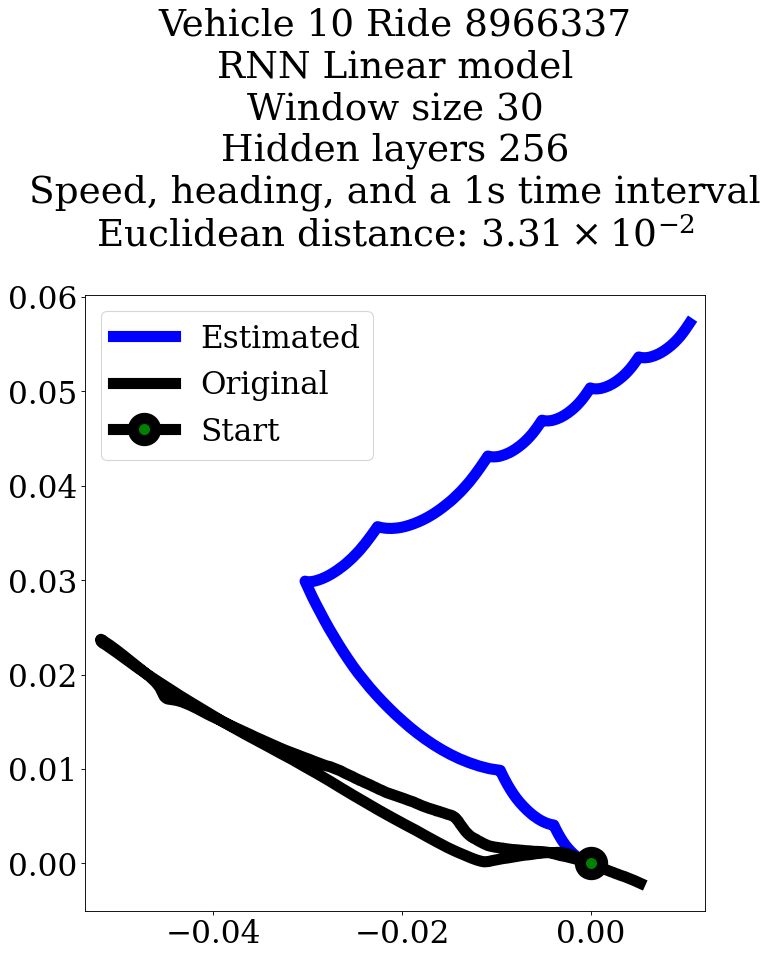 Vehicle 10 Ride 8966337
RNN Linear model
Window size 30
Hidden layers 256
Speed, heading, and a 1s time interval
Euclidean distance: 3.31 × 10⁻²
0.06
Estimated
Original
Start
0.05
0.04
0.03
0.02
0.01
0.00
−0.04 −0.02 0.00